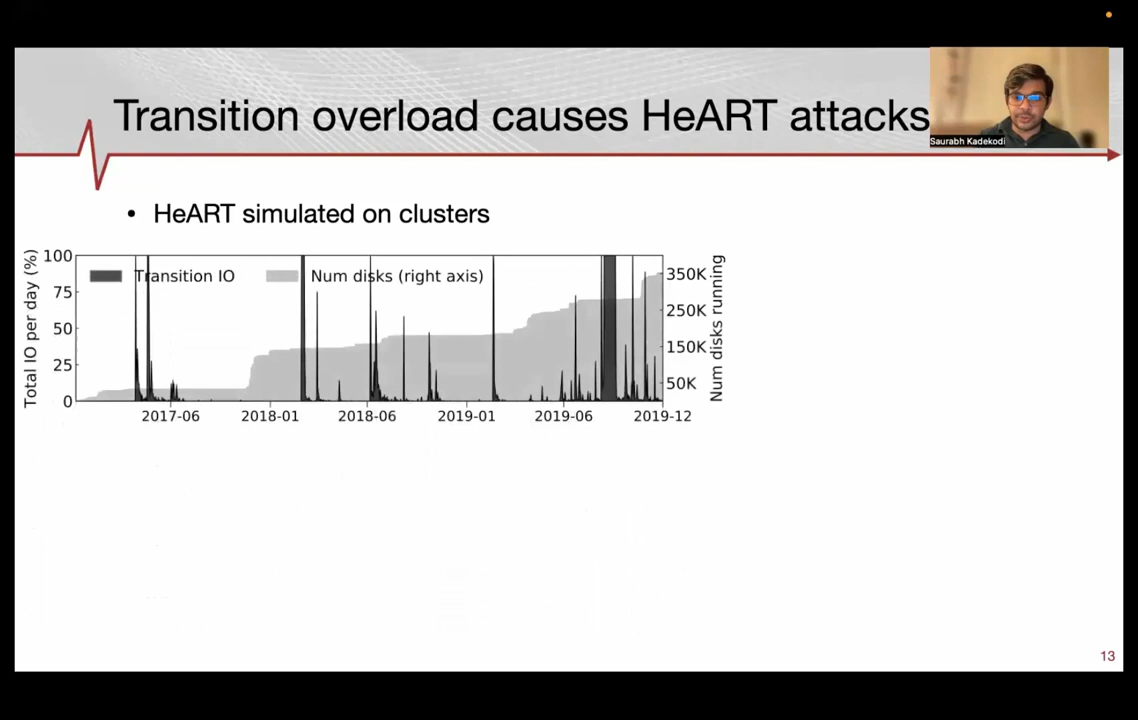 Transition overload causes HeART attacks
Saurabh Kadekodi
• HeART simulated on clusters
Total IO per day (%)
100
75
50
25
0
Transition IO
Num disks (right axis)
350K
250K
150K
50K
Num disks running
2017-06 2018-01 2018-06 2019-01 2019-06 2019-12
13